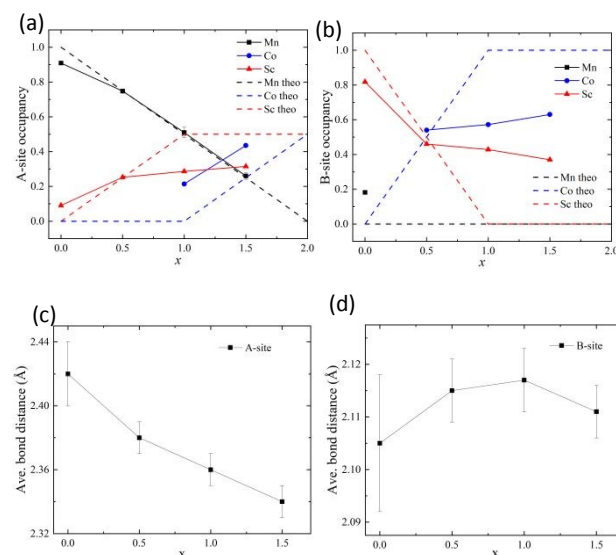 (a)
A-site occupancy
1.0
0.8
0.6
0.4
0.2
0.0
Mn
Co
Sc
Mn theo
Co theo
Sc theo
0.0 0.5 1.0 1.5 2.0
x
(b)
B-site occupancy
1.0
0.8
0.6
0.4
0.2
0.0
Mn
Co
Sc
Mn theo
Co theo
Sc theo
0.0 0.5 1.0 1.5 2.0
x
(c)
Ave. bond distance (Å)
2.44
2.40
2.36
2.32
A-site
0.0 0.5 1.0 1.5
x
(d)
Ave. bond distance (Å)
2.12
2.11
2.10
2.09
B-site
0.0 0.5 1.0 1.5
x